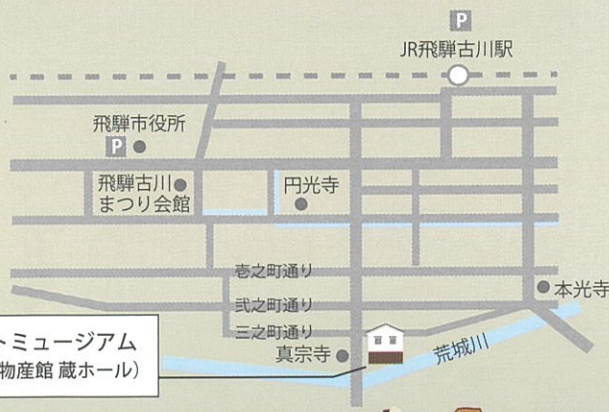 P
JR飛騨古川駅
飛騨市役所
P
飛騨古川
まつり会館
円光寺
壱之町通り
弐之町通り
三之町通り
本光寺
トミュージアム
物産館 蔵ホール)
真宗寺
荒城川